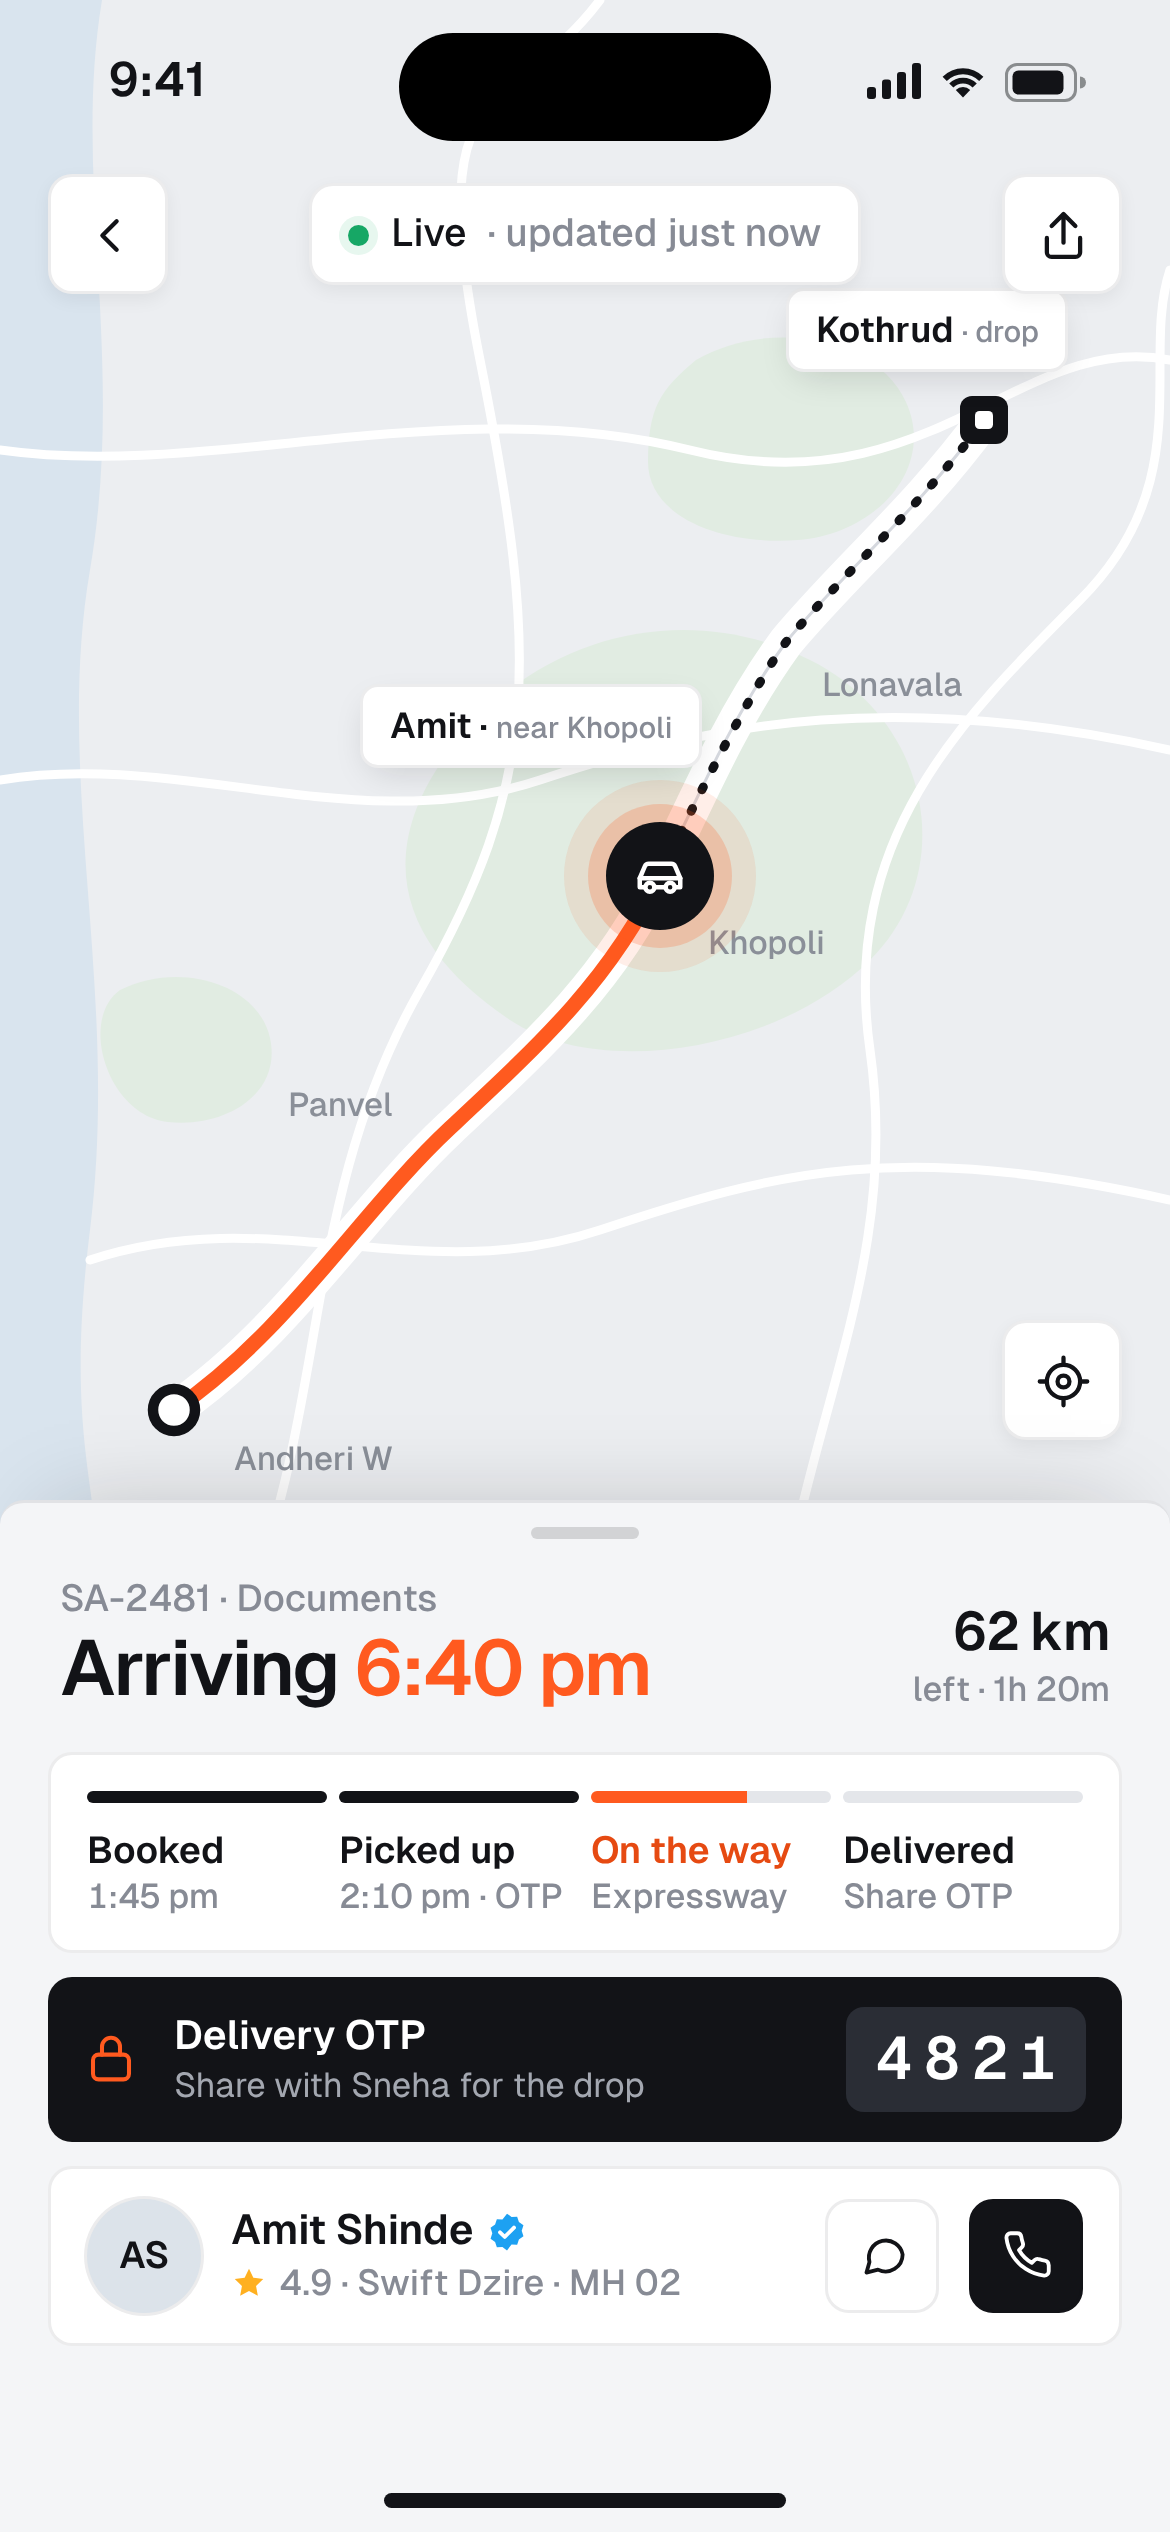 9:41
Live · updated just now
Kothrud · drop
Lonavala
Amit · near Khopoli
Khopoli
Panvel
Andheri W
SA-2481 · Documents
Arriving 6:40 pm
62 km
left · 1h 20m
Booked
1:45 pm
Picked up
2:10 pm · OTP
On the way
Expressway
Delivered
Share OTP
Delivery OTP
Share with Sneha for the drop
4821
AS
Amit Shinde
4.9 · Swift Dzire · MH 02